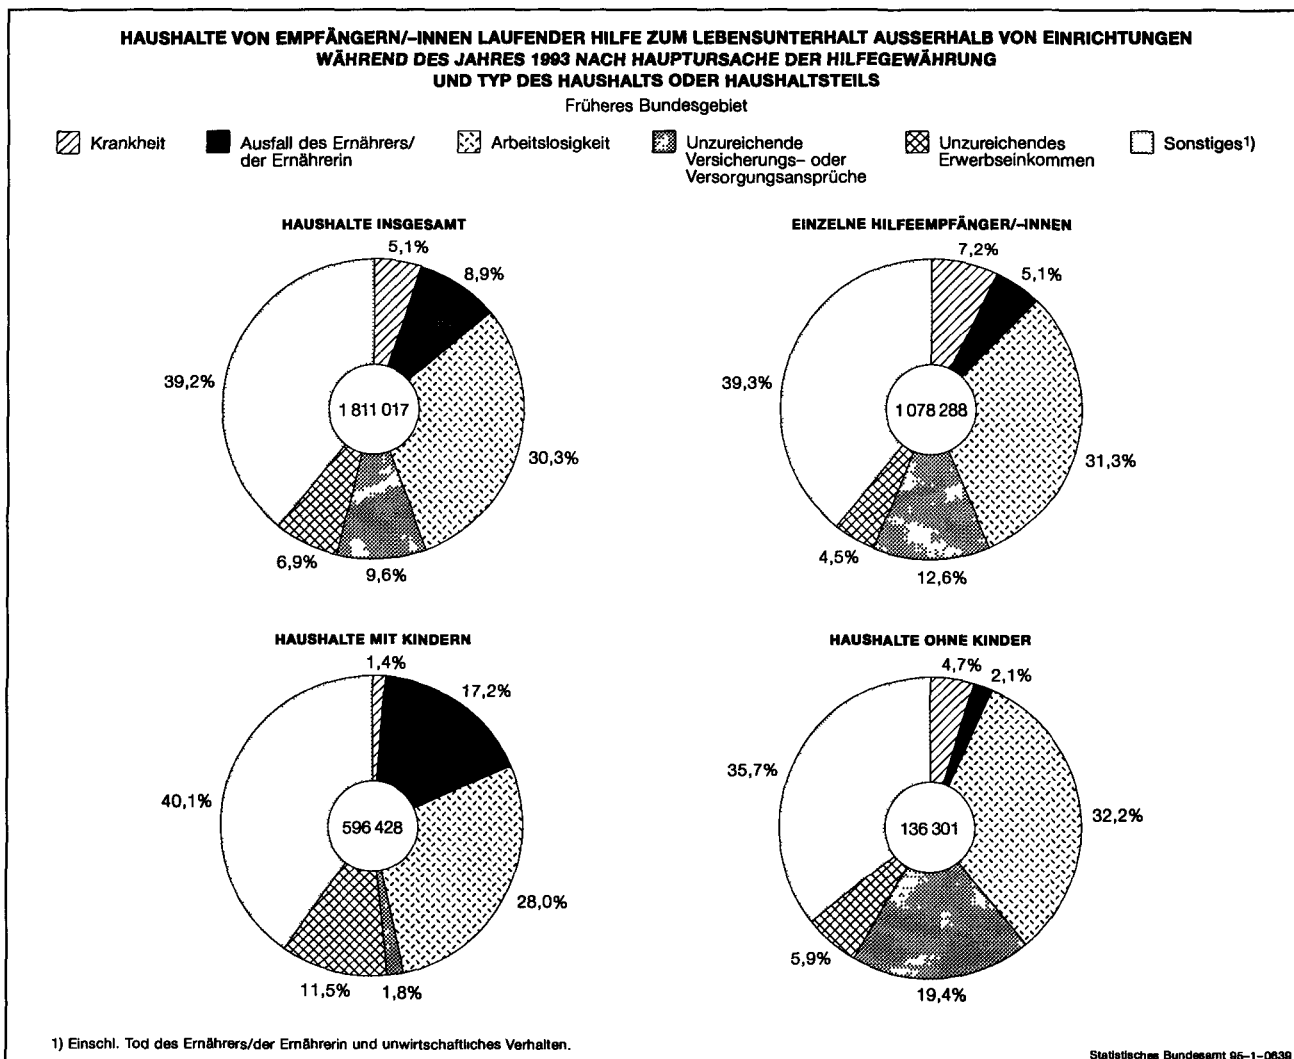 HAUSHALTE VON EMPFÄNGERN/-INNEN LAUFENDER HILFE ZUM LEBENSUNTERHALT AUSSERHALB VON EINRICHTUNGEN
WÄHREND DES JAHRES 1993 NACH HAUPTURSACHE DER HILFEGEWÄHRUNG
UND TYP DES HAUSHALTS ODER HAUSHALTSTEILS
Früheres Bundesgebiet
Krankheit
Ausfall des Ernährers/
der Ernährerin
Arbeitslosigkeit
Unzureichende
Versicherungs- oder
Versorgungsansprüche
Unzureichendes
Erwerbseinkommen
Sonstiges1)
HAUSHALTE INSGESAMT
5,1%
8,9%
39,2%
1 811 017
30,3%
6,9%
9,6%
EINZELNE HILFEEMPFÄNGER/-INNEN
7,2%
5,1%
39,3%
1 078 288
31,3%
4,5%
12,6%
HAUSHALTE MIT KINDERN
1,4%
17,2%
40,1%
596 428
28,0%
11,5%
1,8%
HAUSHALTE OHNE KINDER
4,7%
2,1%
35,7%
136 301
32,2%
5,9%
19,4%
1) Einschl. Tod des Ernährers/der Ernährerin und unwirtschaftliches Verhalten.
Statistisches Bundesamt 95-1-0639